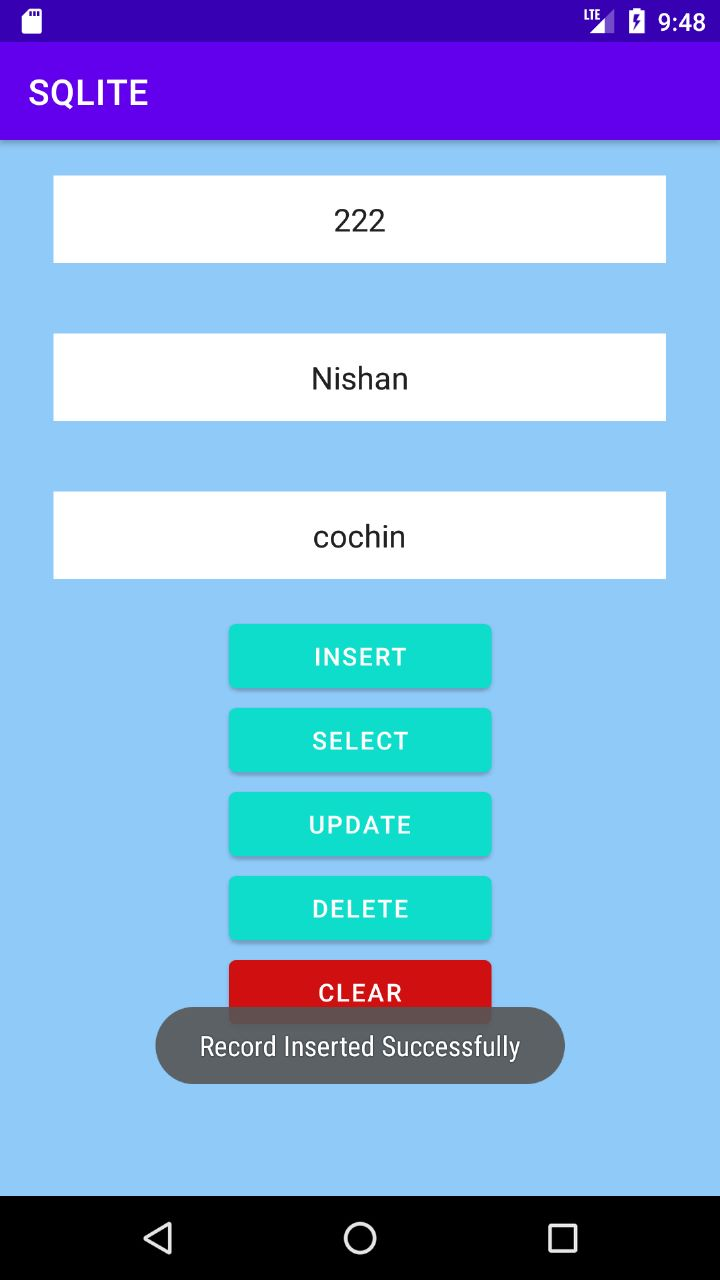 LTE 9:48
SQLITE
222
Nishan
cochin
INSERT
SELECT
UPDATE
DELETE
CLEAR
Record Inserted Successfully